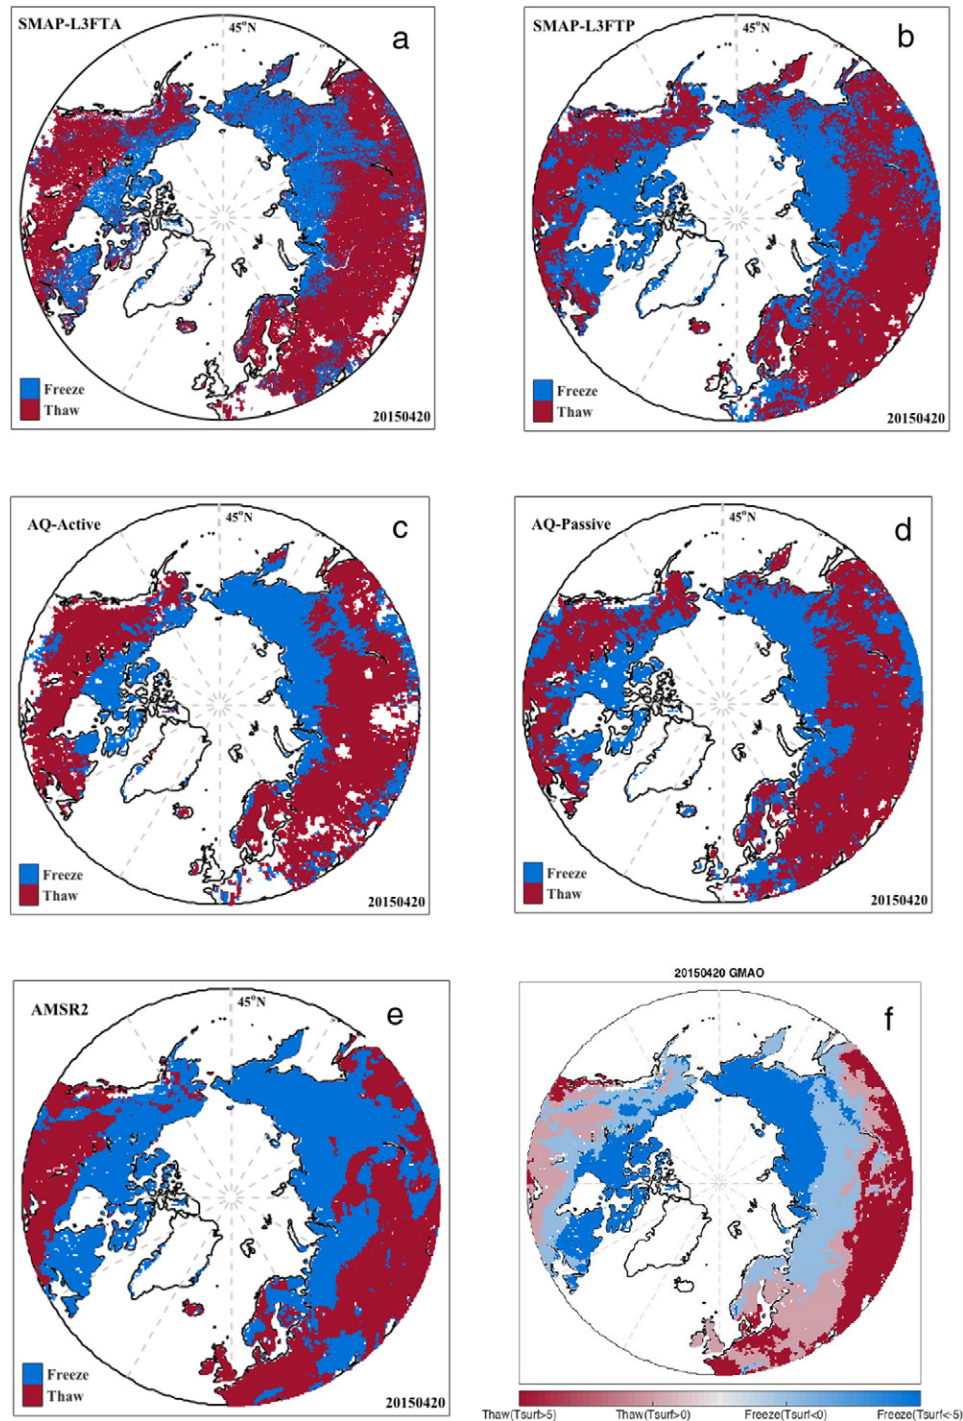 SMAP-L3FTA
45°N
a
Freeze
Thaw
20150420
SMAP-L3FTP
45°N
b
Freeze
Thaw
20150420
AQ-Active
45°N
c
Freeze
Thaw
20150420
AQ-Passive
45°N
d
Freeze
Thaw
20150420
AMSR2
45°N
e
Freeze
Thaw
20150420
20150420 GMAO
f
Thaw(Tsurf>5) Thaw(Tsurf>0) Freeze(Tsurf<0) Freeze(Tsurf<-5)